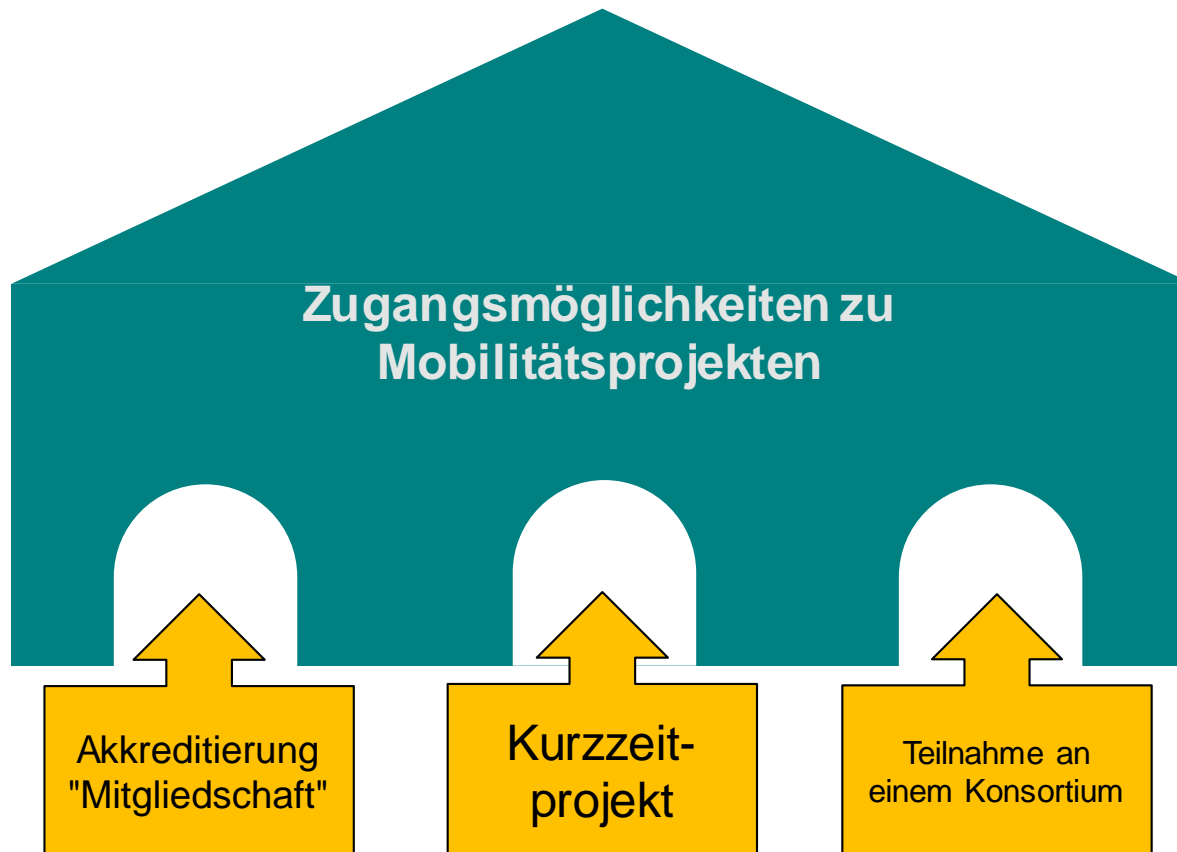 Zugangsmöglichkeiten zu
Mobilitätsprojekten
Akkreditierung
"Mitgliedschaft"
Kurzzeit-
projekt
Teilnahme an
einem Konsortium